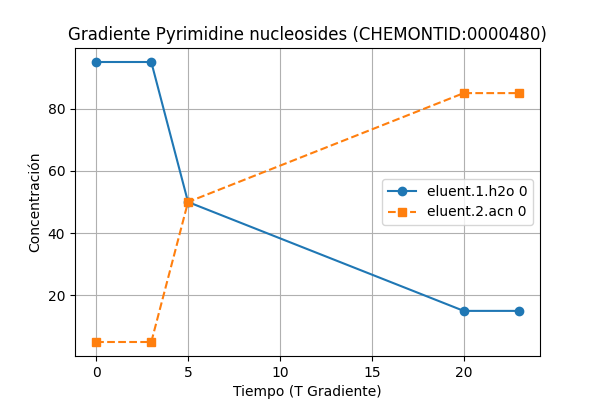 Gradiente Pyrimidine nucleosides (CHEMONTID:0000480)
Concentración
80
60
40
20
eluent.1.h2o 0
eluent.2.acn 0
0 5 10 15 20
Tiempo (T Gradiente)